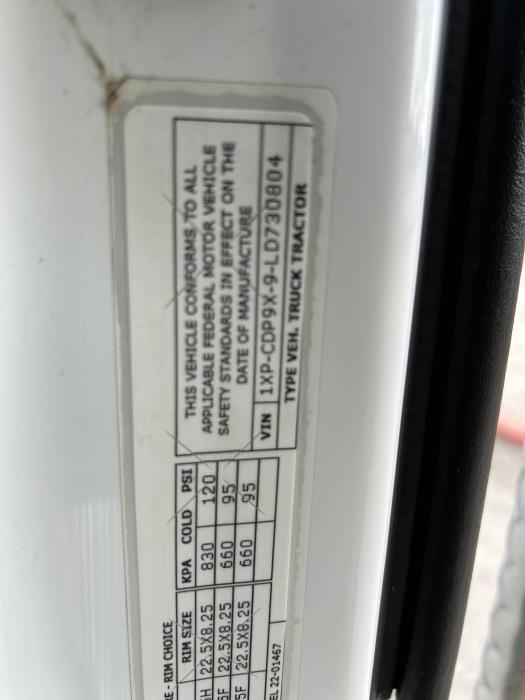 THIS VEHICLE CONFORMS TO ALL
APPLICABLE FEDERAL MOTOR VEHICLE
SAFETY STANDARDS IN EFFECT ON THE
DATE OF MANUFACTURE
VIN 1XP-CDP9X-9-LD730804
TYPE VEH. TRUCK TRACTOR
RE - RIM CHOICE
RIM SIZE KPA COLD PSI
H 22.5X8.25 830 120
F 22.5X8.25 660 95
F 22.5X8.25 660 95
EL 22-01467